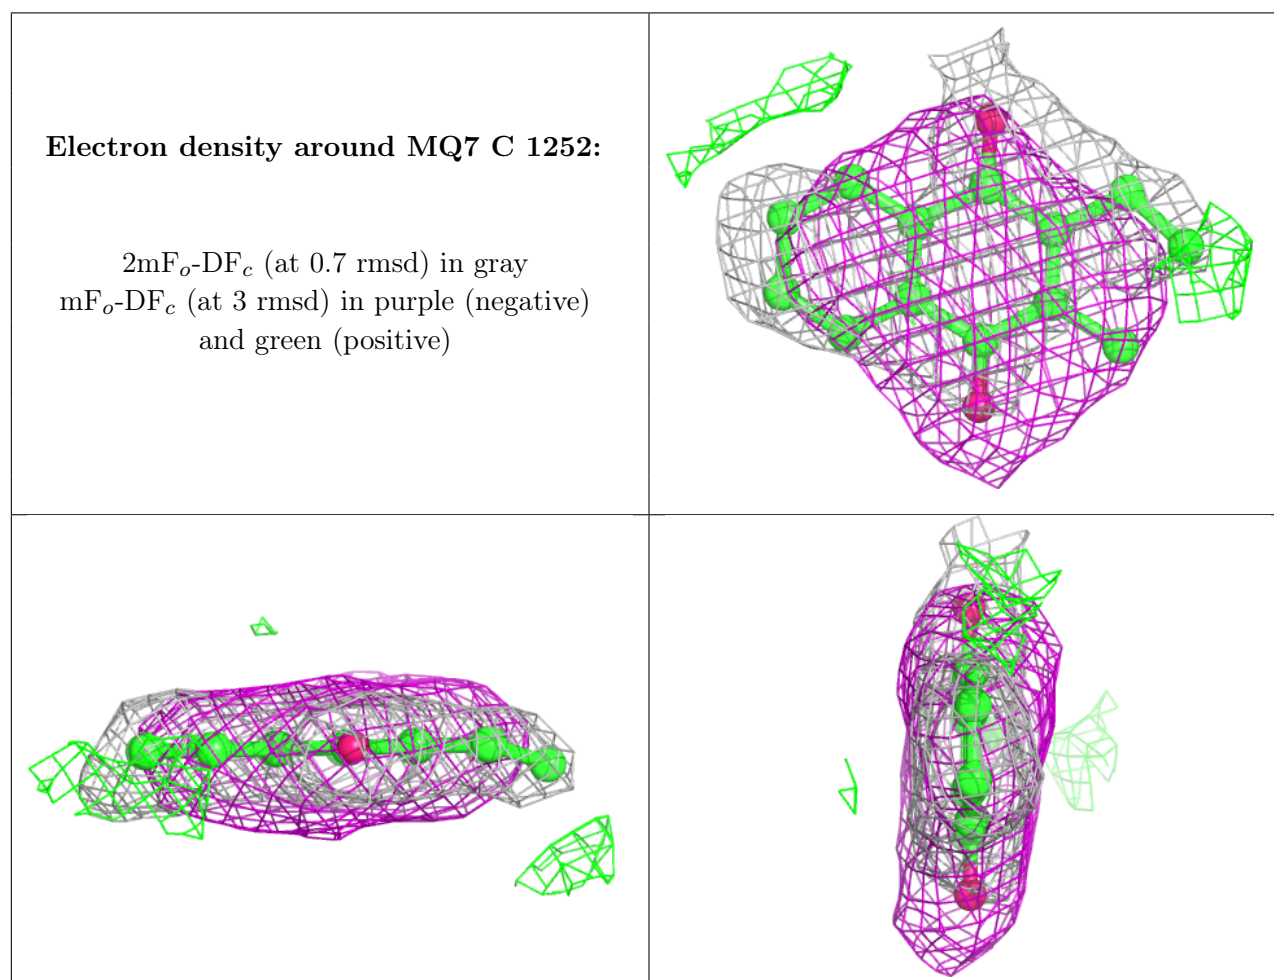 Electron density around MQ7 C 1252:
2mFₒ-DF𝒸 (at 0.7 rmsd) in gray
mFₒ-DF𝒸 (at 3 rmsd) in purple (negative)
and green (positive)